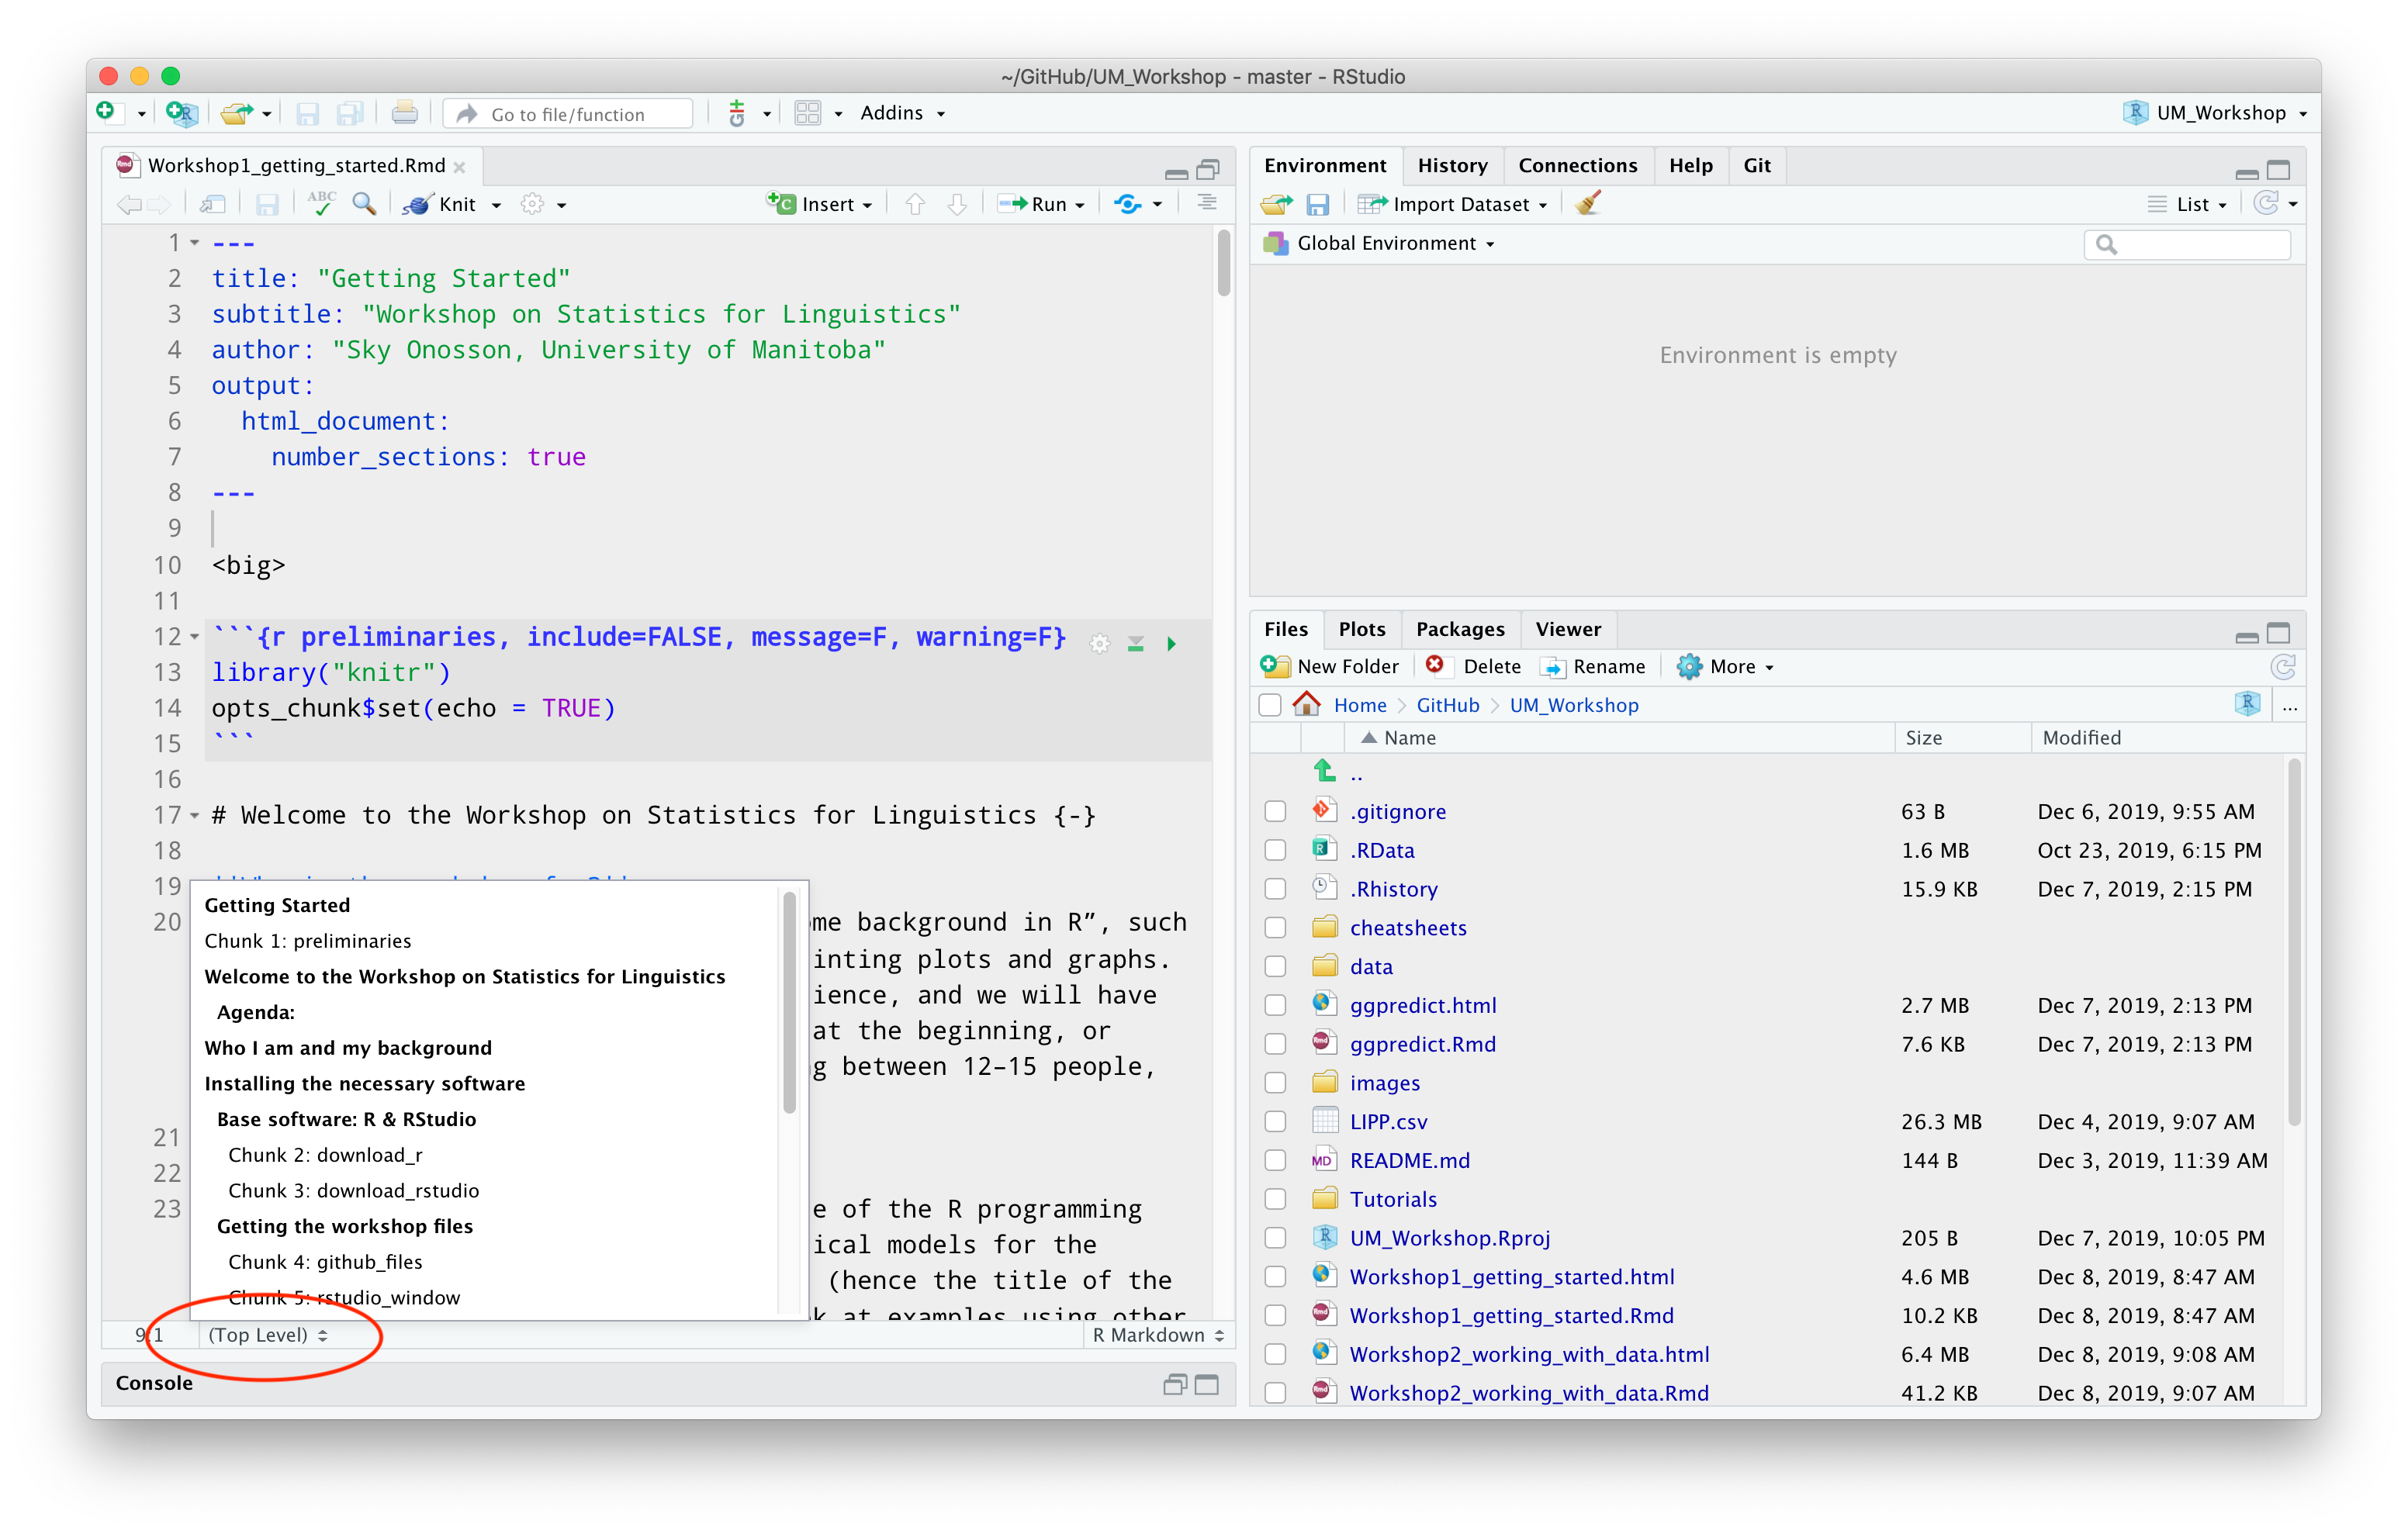 ~/GitHub/UM_Workshop - master - RStudio
Go to file/function
Addins
UM_Workshop
Workshop1_getting_started.Rmd
ABC
Knit
Insert
Run
1 ---
2 title: "Getting Started"
3 subtitle: "Workshop on Statistics for Linguistics"
4 author: "Sky Onosson, University of Manitoba"
5 output:
6 html_document:
7 number_sections: true
8 ---
9
10 <big>
11
12 ```{r preliminaries, include=FALSE, message=F, warning=F}
13 library("knitr")
14 opts_chunk$set(echo = TRUE)
15 ```
16
17 # Welcome to the Workshop on Statistics for Linguistics {-}
18
19
20 me background in R”, such
inting plots and graphs.
ience, and we will have
at the beginning, or
g between 12–15 people,
21
22
23 e of the R programming
ical models for the
(hence the title of the
k at examples using other
Getting Started
Chunk 1: preliminaries
Welcome to the Workshop on Statistics for Linguistics
Agenda:
Who I am and my background
Installing the necessary software
Base software: R & RStudio
Chunk 2: download_r
Chunk 3: download_rstudio
Getting the workshop files
Chunk 4: github_files
Chunk 5: rstudio_window
9:1 (Top Level)
R Markdown
Console
Environment History Connections Help Git
Import Dataset
List
Global Environment
Environment is empty
Files Plots Packages Viewer
New Folder Delete Rename More
Home GitHub UM_Workshop ...
Name Size Modified
..
.gitignore 63 B Dec 6, 2019, 9:55 AM
.RData 1.6 MB Oct 23, 2019, 6:15 PM
.Rhistory 15.9 KB Dec 7, 2019, 2:15 PM
cheatsheets
data
ggpredict.html 2.7 MB Dec 7, 2019, 2:13 PM
ggpredict.Rmd 7.6 KB Dec 7, 2019, 2:13 PM
images
LIPP.csv 26.3 MB Dec 4, 2019, 9:07 AM
README.md 144 B Dec 3, 2019, 11:39 AM
Tutorials
UM_Workshop.Rproj 205 B Dec 7, 2019, 10:05 PM
Workshop1_getting_started.html 4.6 MB Dec 8, 2019, 8:47 AM
Workshop1_getting_started.Rmd 10.2 KB Dec 8, 2019, 8:47 AM
Workshop2_working_with_data.html 6.4 MB Dec 8, 2019, 9:08 AM
Workshop2_working_with_data.Rmd 41.2 KB Dec 8, 2019, 9:07 AM